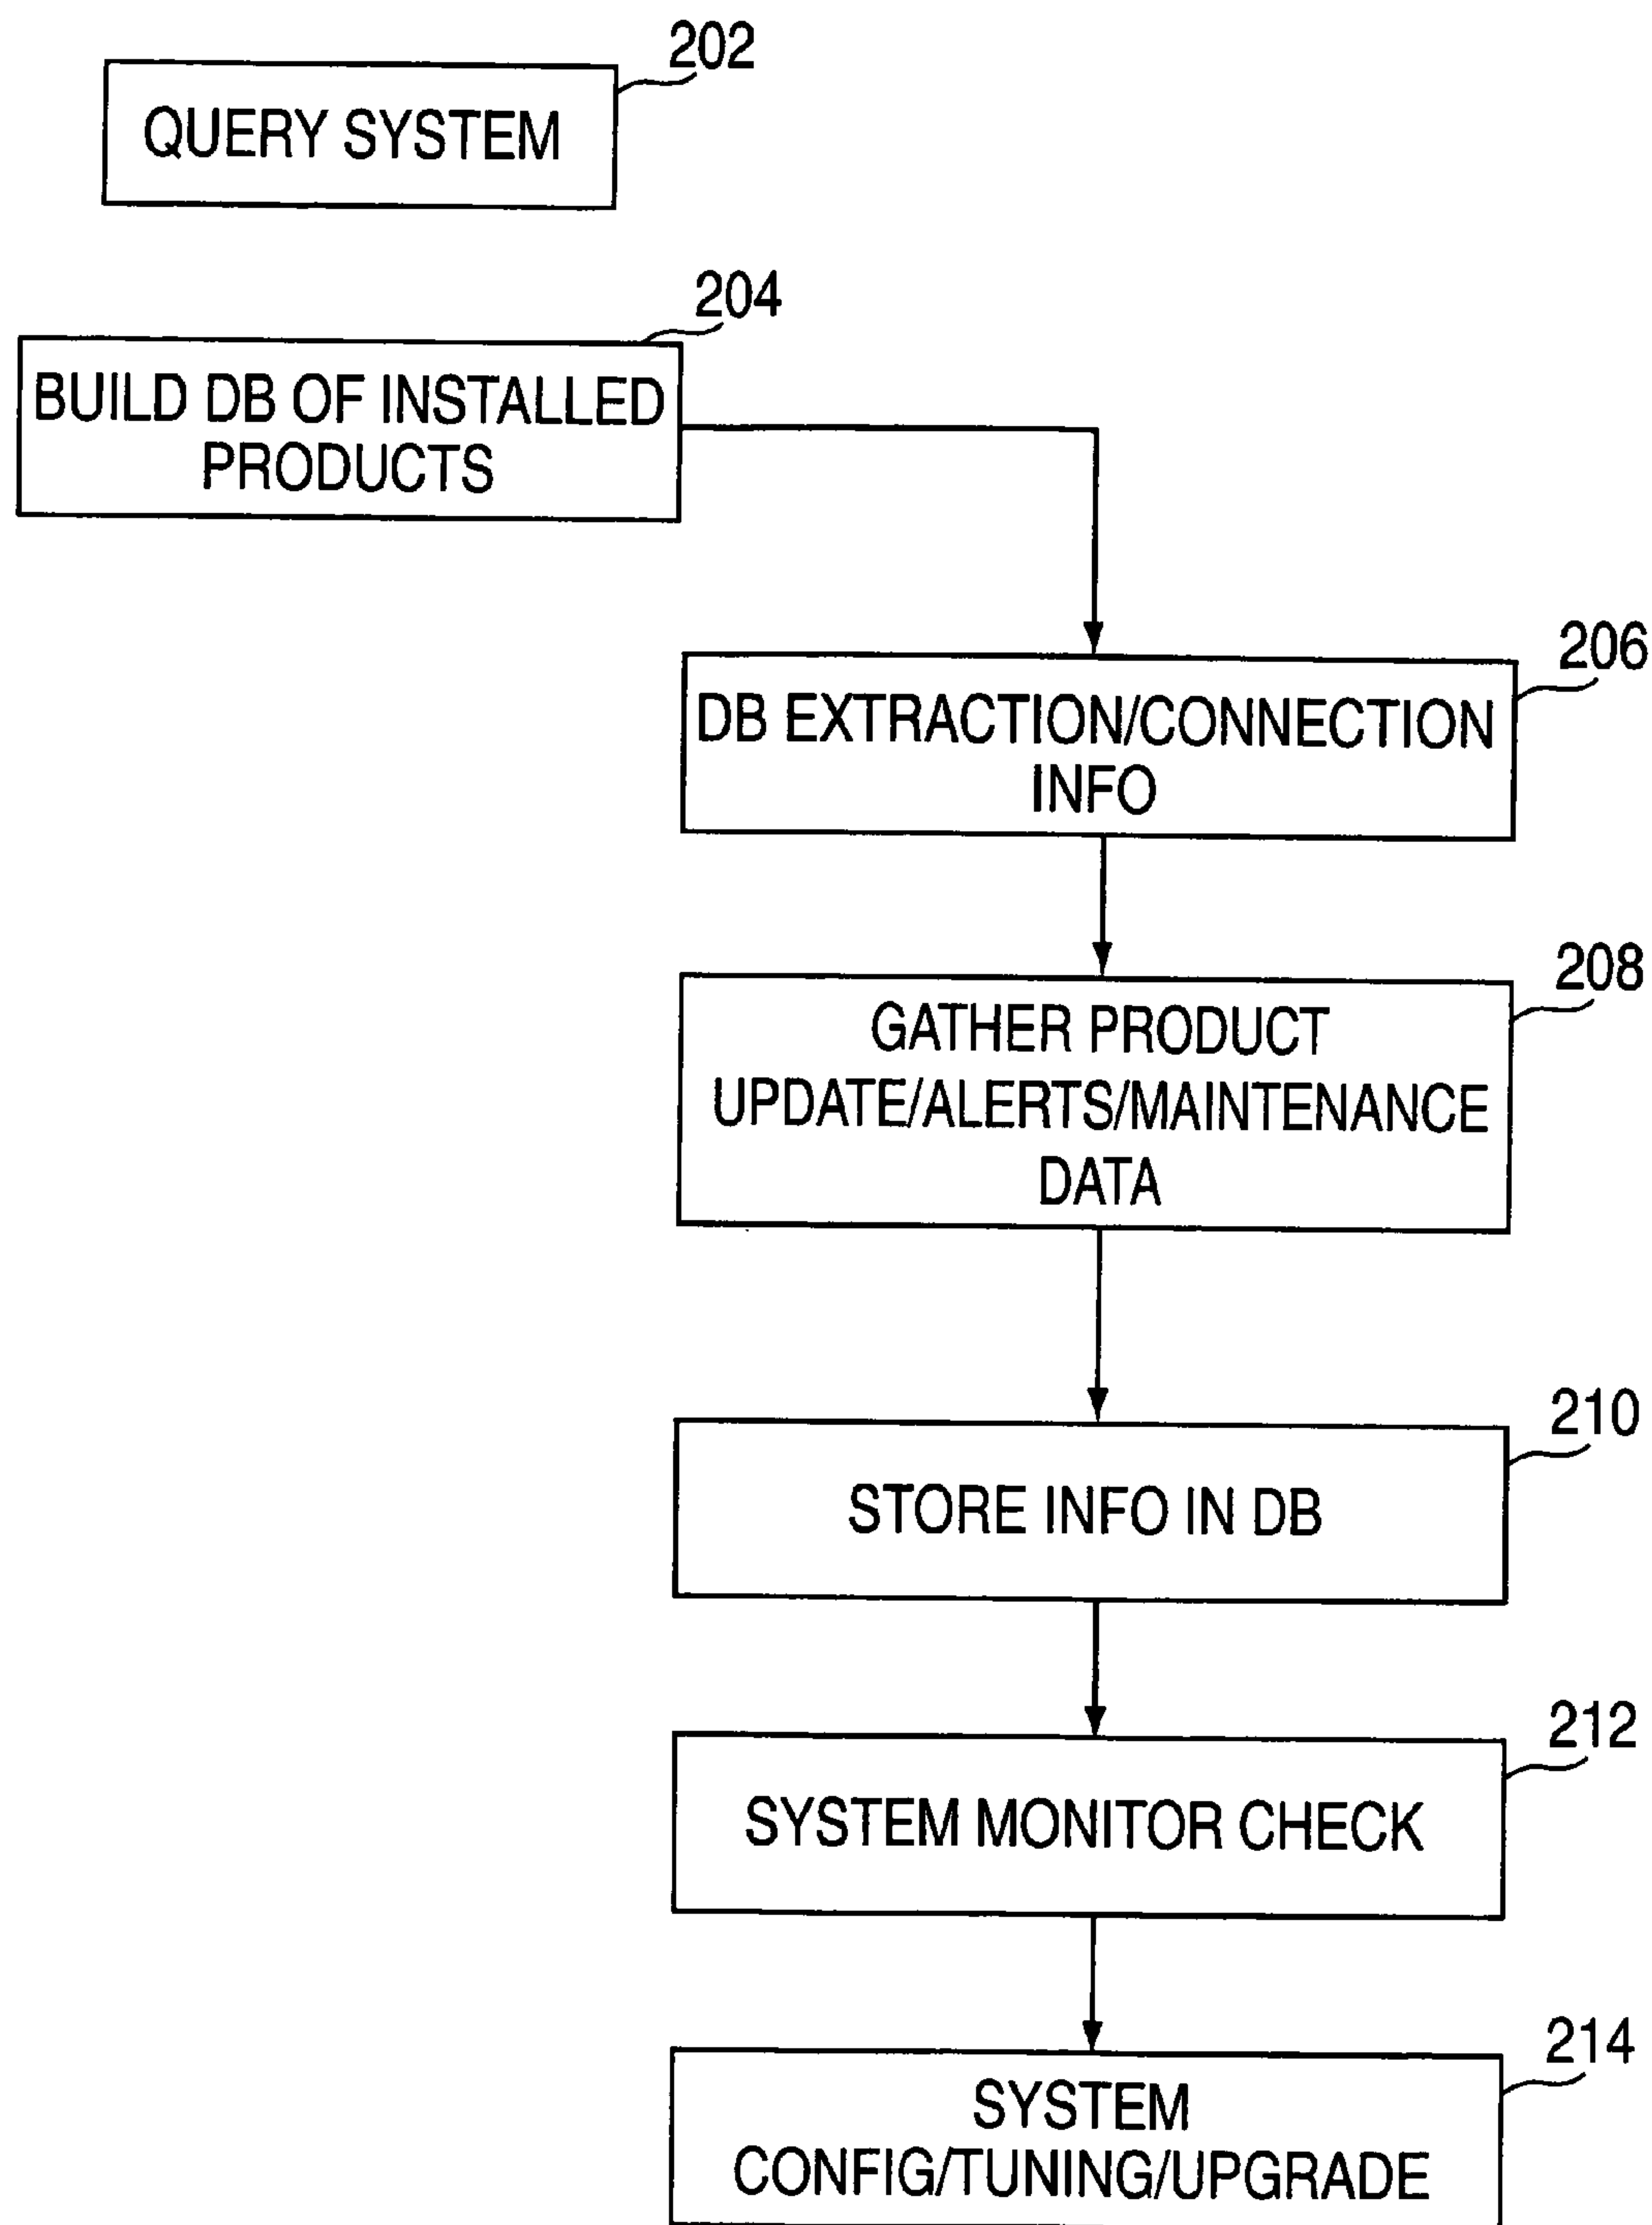 202
QUERY SYSTEM
204
BUILD DB OF INSTALLED
PRODUCTS
206
DB EXTRACTION/CONNECTION
INFO
208
GATHER PRODUCT
UPDATE/ALERTS/MAINTENANCE
DATA
210
STORE INFO IN DB
212
SYSTEM MONITOR CHECK
214
SYSTEM
CONFIG/TUNING/UPGRADE